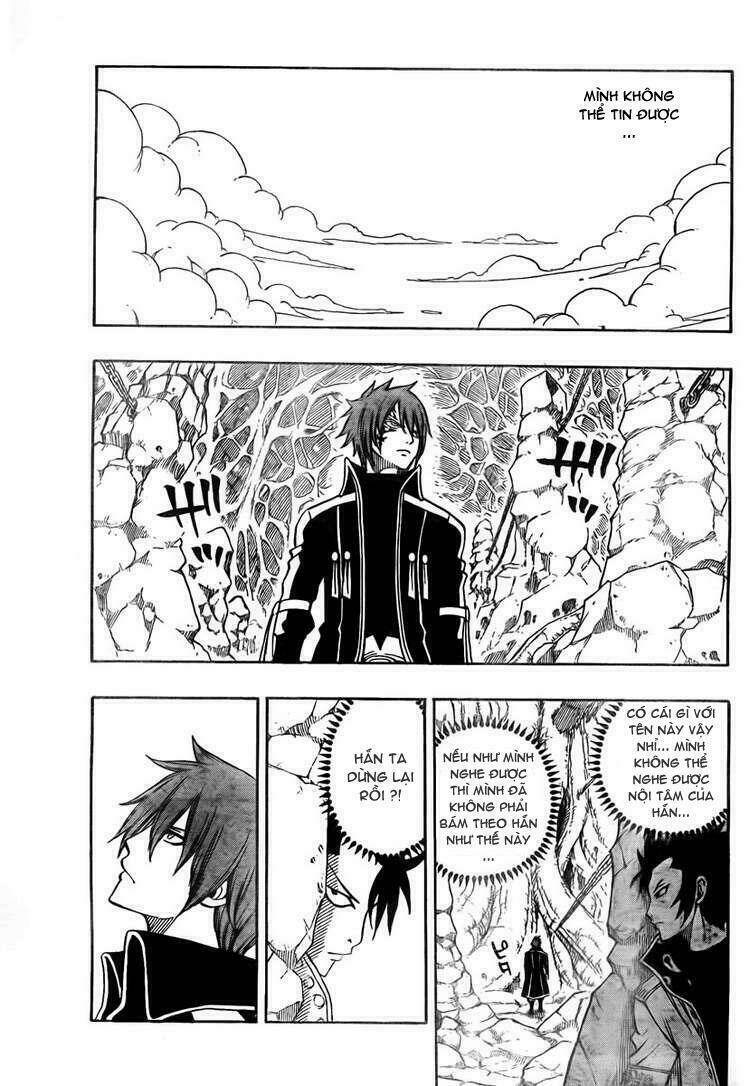 MÌNH KHÔNG
THỂ TIN ĐƯỢC
...
CÓ CÁI GÌ VỚI
TÊN NÀY VẬY
NHỈ... MÌNH
KHÔNG THỂ
NGHE ĐƯỢC
NỘI TÂM CỦA
HẮN...
NẾU NHƯ MÌNH
NGHE ĐƯỢC
THÌ MÌNH ĐÃ
KHÔNG PHẢI
BÁM THEO HẮN
NHƯ THẾ NÀY
...
ピロ
HẮN TA
DỪNG LẠI
RỒI ?!